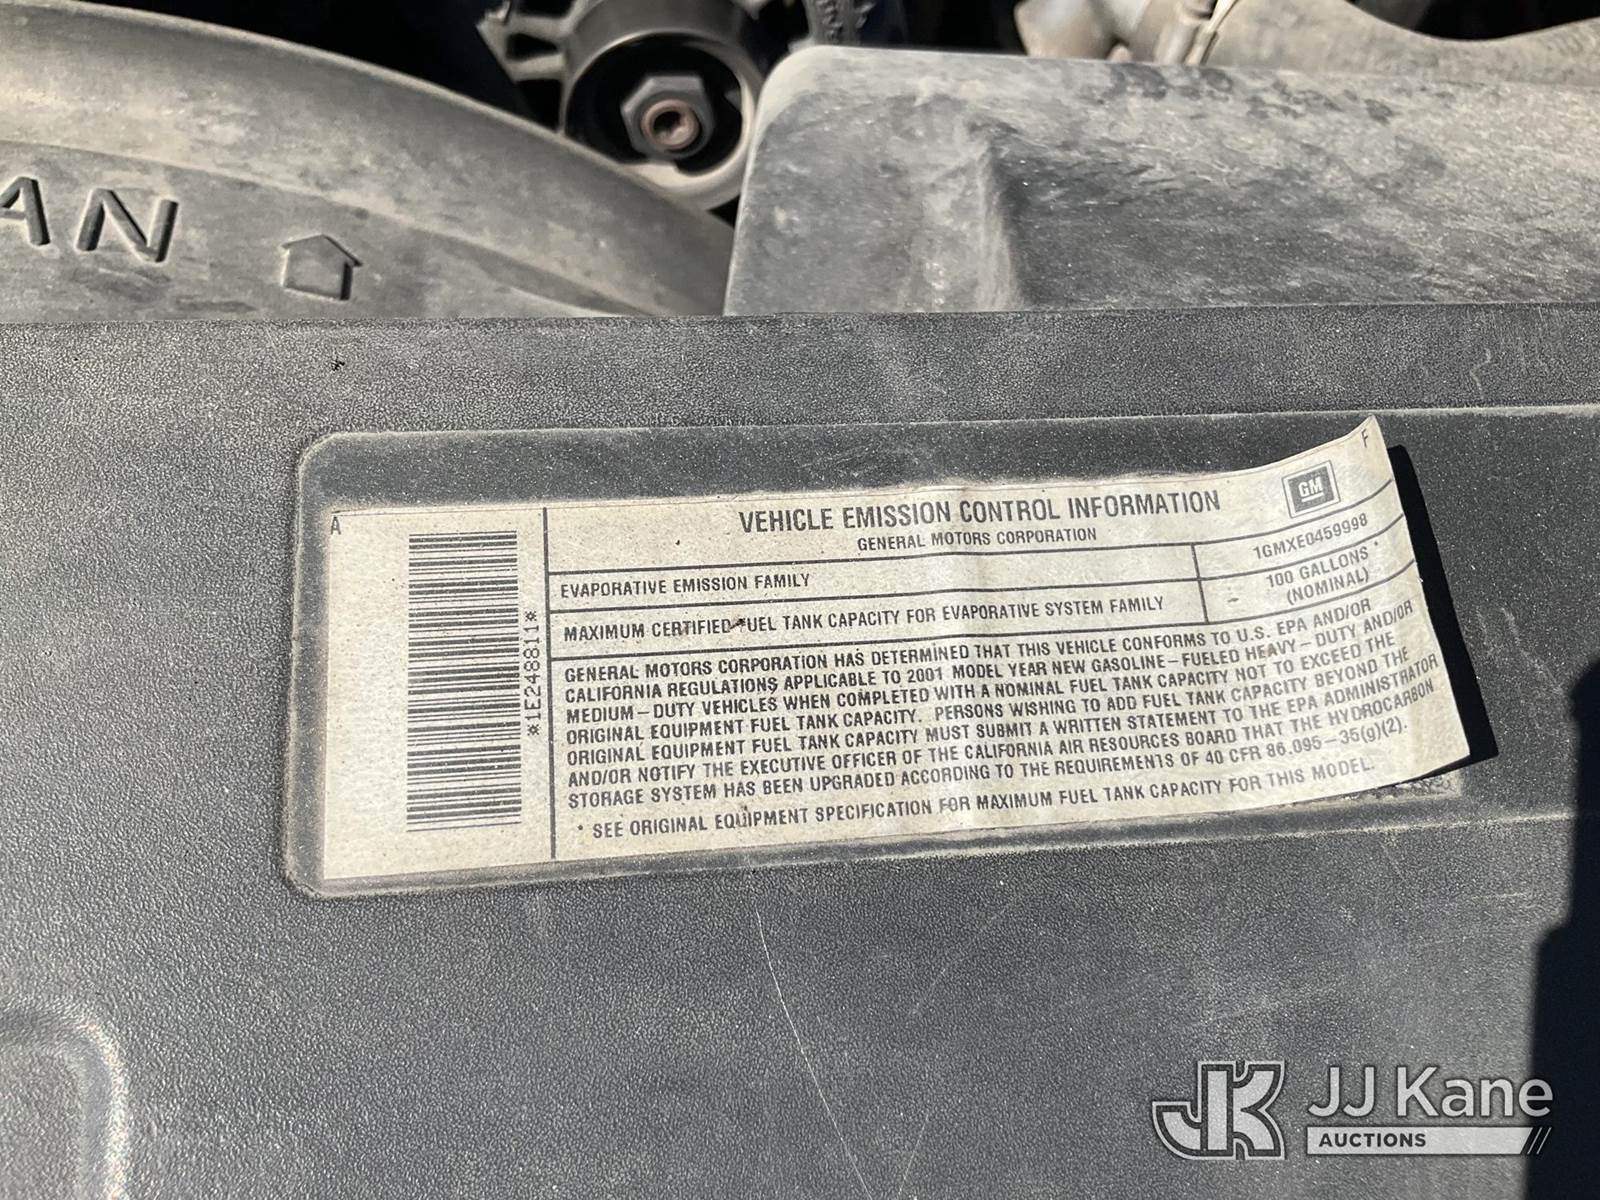 AN
A
F
VEHICLE EMISSION CONTROL INFORMATION
GM
GENERAL MOTORS CORPORATION
EVAPORATIVE EMISSION FAMILY
1GMXE0459998
MAXIMUM CERTIFIED FUEL TANK CAPACITY FOR EVAPORATIVE SYSTEM FAMILY
100 GALLONS *
(NOMINAL)
*1E248811*
GENERAL MOTORS CORPORATION HAS DETERMINED THAT THIS VEHICLE CONFORMS TO U.S. EPA AND/OR
CALIFORNIA REGULATIONS APPLICABLE TO 2001 MODEL YEAR NEW GASOLINE-FUELED HEAVY-DUTY AND/OR
MEDIUM-DUTY VEHICLES WHEN COMPLETED WITH A NOMINAL FUEL TANK CAPACITY NOT TO EXCEED THE
ORIGINAL EQUIPMENT FUEL TANK CAPACITY. PERSONS WISHING TO ADD FUEL TANK CAPACITY BEYOND THE
ORIGINAL EQUIPMENT FUEL TANK CAPACITY MUST SUBMIT A WRITTEN STATEMENT TO THE EPA ADMINISTRATOR
AND/OR NOTIFY THE EXECUTIVE OFFICER OF THE CALIFORNIA AIR RESOURCES BOARD THAT THE HYDROCARBON
STORAGE SYSTEM HAS BEEN UPGRADED ACCORDING TO THE REQUIREMENTS OF 40 CFR 86.095-35(g)(2).
* SEE ORIGINAL EQUIPMENT SPECIFICATION FOR MAXIMUM FUEL TANK CAPACITY FOR THIS MODEL.
JK JJ Kane
AUCTIONS